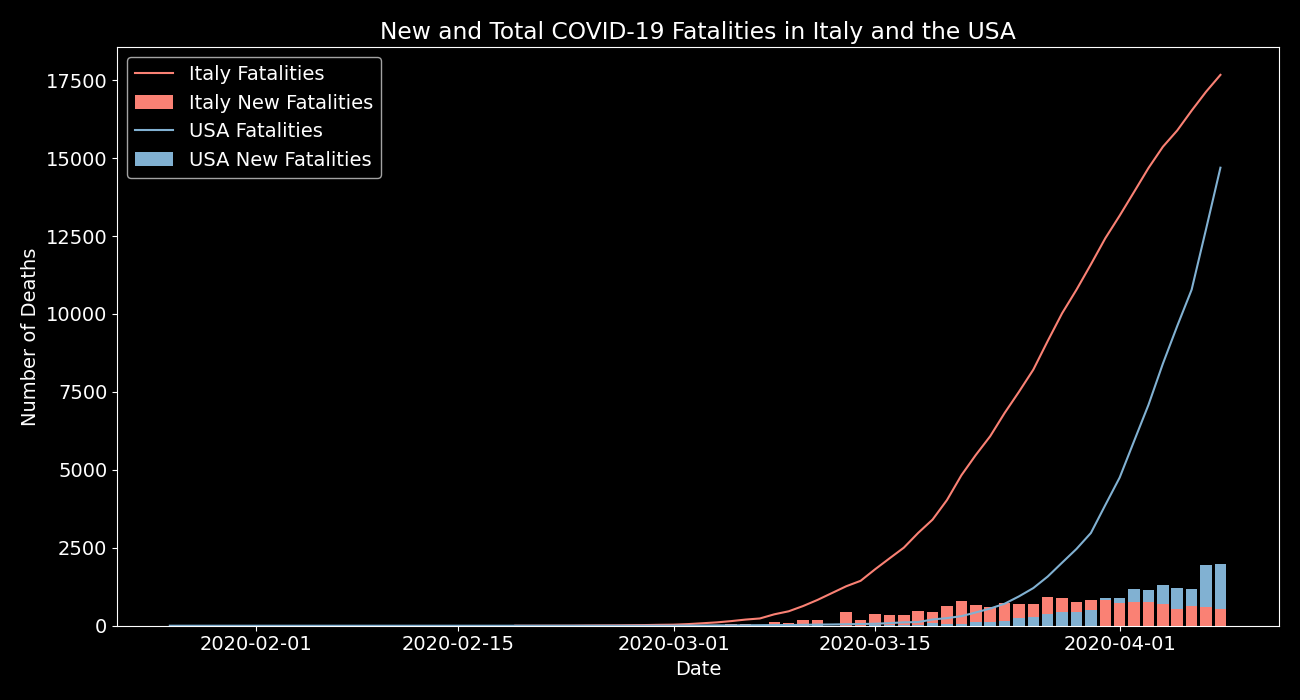 New and Total COVID-19 Fatalities in Italy and the USA
Italy Fatalities
Italy New Fatalities
USA Fatalities
USA New Fatalities
17500
15000
12500
10000
7500
5000
2500
0
Number of Deaths
2020-02-01
2020-02-15
2020-03-01
2020-03-15
2020-04-01
Date